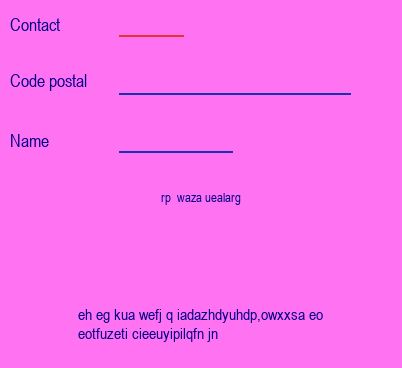 Contact
Code postal
Name
rp waza uealarg
eh eg kua wefj q iadazhdyuhdp,owxxsa eo
eotfuzeti cieeuyipilqfn jn